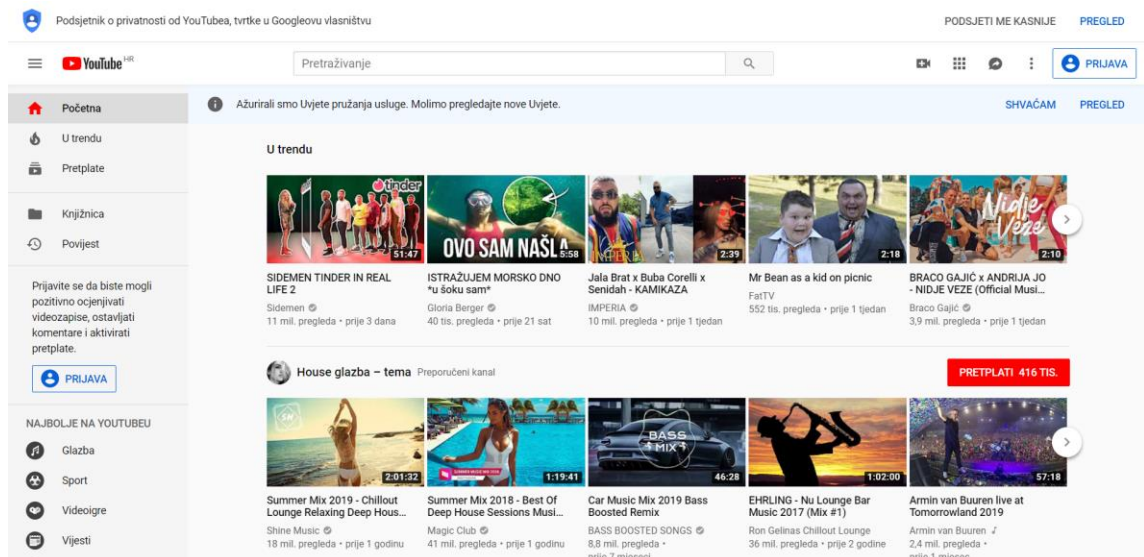 Podsjetnik o privatnosti od YouTubea, tvrtke u Googleovu vlasništvu
PODSJETI ME KASNIJE
PREGLED
YouTube HR
Pretraživanje
PRIJAVA
Početna
U trendu
Pretplate
Knjižnica
Povijest
Prijavite se da biste mogli
pozitivno ocjenjivati
videozapise, ostavljati
komentare i aktivirati
pretplate.
PRIJAVA
NAJBOLJE NA YOUTUBEU
Glazba
Sport
Videoigre
Vijesti
Ažurirali smo Uvjete pružanja usluge. Molimo pregledajte nove Uvjete.
SHVAĆAM
PREGLED
U trendu
tinder
51:47
SIDEMEN TINDER IN REAL
LIFE 2
Sidemen
11 mil. pregleda • prije 3 dana
OVO SAM NAŠLA
5:58
ISTRAŽUJEM MORSKO DNO
*u šoku sam*
Gloria Berger
40 tis. pregleda • prije 21 sat
IMPERIA
2:39
Jala Brat x Buba Corelli x
Senidah - KAMIKAZA
IMPERIA
10 mil. pregleda • prije 1 tjedan
2:18
Mr Bean as a kid on picnic
FatTV
552 tis. pregleda • prije 1 tjedan
Nidje
Veze
2:10
BRACO GAJIĆ x ANDRIJA JO
- NIDJE VEZE (Official Musi...
Braco Gajić
3,9 mil. pregleda • prije 1 tjedan
House glazba – tema Preporučeni kanal
PRETPLATI 416 TIS.
2:01:32
Summer Mix 2019 - Chillout
Lounge Relaxing Deep Hous...
Shine Music
18 mil. pregleda • prije 1 godinu
1:19:41
Summer Mix 2018 - Best Of
Deep House Sessions Musi...
Magic Club
41 mil. pregleda • prije 1 godinu
BASS
MIX
46:28
Car Music Mix 2019 Bass
Boosted Remix
BASS BOOSTED SONGS
8,8 mil. pregleda •
prije 7 mjeseci
1:02:00
EHRLING - Nu Lounge Bar
Music 2017 (Mix #1)
Ron Gelinas Chillout Lounge
36 mil. pregleda • prije 2 godine
57:18
Armin van Buuren live at
Tomorrowland 2019
Armin van Buuren
2,4 mil. pregleda •
prije 1 mjesec